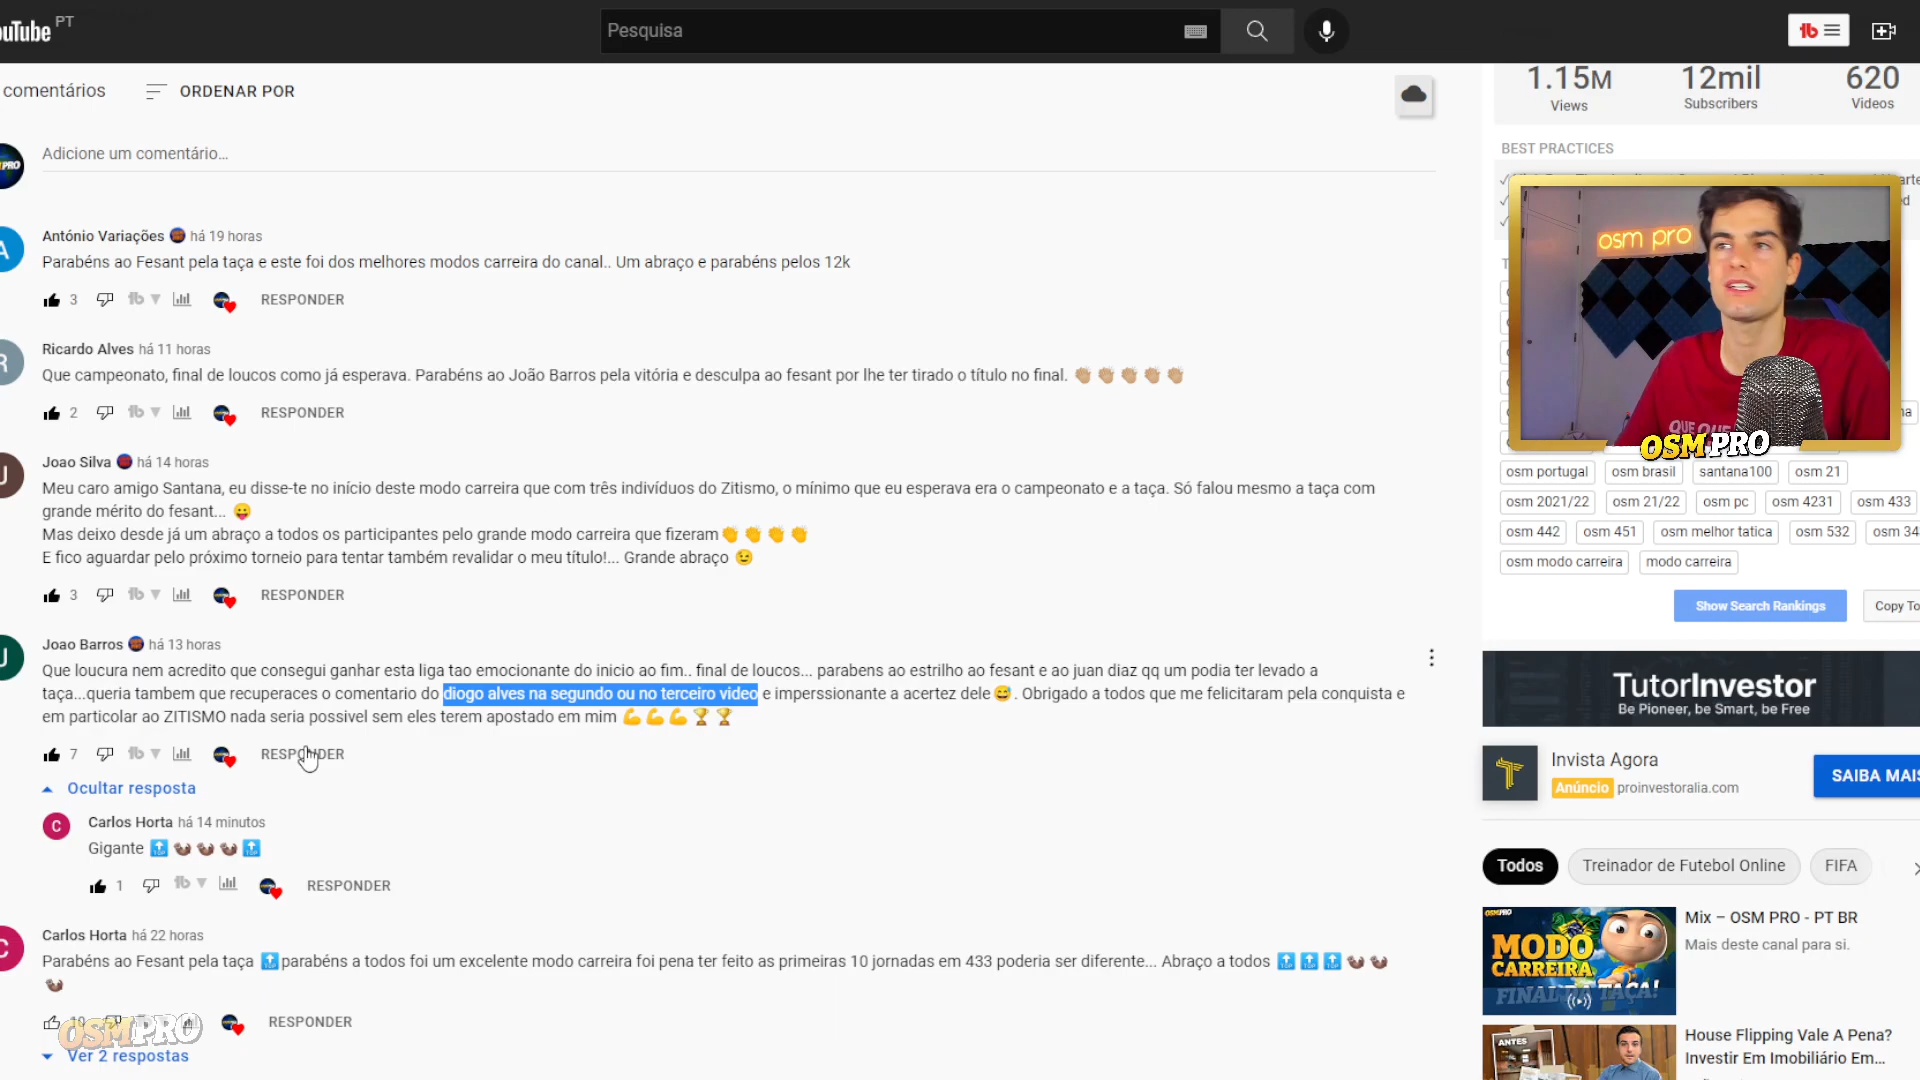 ouTube PT
Pesquisa
comentários
ORDENAR POR
Adicione um comentário...
António Variações há 19 horas
Parabéns ao Fesant pela taça e este foi dos melhores modos carreira do canal.. Um abraço e parabéns pelos 12k
3 RESPONDER
Ricardo Alves há 11 horas
Que campeonato, final de loucos como já esperava. Parabéns ao João Barros pela vitória e desculpa ao fesant por lhe ter tirado o título no final. 👏🏼👏🏼👏🏼👏🏼👏🏼
2 RESPONDER
Joao Silva há 14 horas
Meu caro amigo Santana, eu disse-te no início deste modo carreira que com três indivíduos do Zitismo, o mínimo que eu esperava era o campeonato e a taça. Só falou mesmo a taça com
grande mérito do fesant... 😛
Mas deixo desde já um abraço a todos os participantes pelo grande modo carreira que fizeram👏 👏 👏 👏
E fico aguardar pelo próximo torneio para tentar também revalidar o meu título!... Grande abraço 😉
3 RESPONDER
Joao Barros há 13 horas
Que loucura nem acredito que consegui ganhar esta liga tao emocionante do inicio ao fim.. final de loucos... parabens ao estrilho ao fesant e ao juan diaz qq um podia ter levado a
taça...queria tambem que recuperaces o comentario do diogo alves na segundo ou no terceiro video e imperssionante a acertez dele😅. Obrigado a todos que me felicitaram pela conquista e
em particolar ao ZITISMO nada seria possivel sem eles terem apostado em mim 💪💪💪🏆🏆
7 RESPONDER
Ocultar resposta
C
Carlos Horta há 14 minutos
Gigante 🔝🦦🦦🦦🔝
1 RESPONDER
Carlos Horta há 22 horas
Parabéns ao Fesant pela taça 🔝parabéns a todos foi um excelente modo carreira foi pena ter feito as primeiras 10 jornadas em 433 poderia ser diferente... Abraço a todos 🔝🔝🔝🦦🦦
🦦
10 RESPONDER
OSMPRO
Ver 2 respostas
1.15M 12mil 620
Views Subscribers Videos
BEST PRACTICES
osm pro
QUE QUE
OSM PRO
osm portugal osm brasil santana100 osm 21
osm 2021/22 osm 21/22 osm pc osm 4231 osm 433
osm 442 osm 451 osm melhor tatica osm 532 osm 34
osm modo carreira modo carreira
Show Search Rankings Copy To
TutorInvestor
Be Pioneer, be Smart, be Free
Invista Agora
Anúncio proinvestoralia.com
SAIBA MAIS
Todos Treinador de Futebol Online FIFA
OSMPRO
MODO
CARREIRA
FINAL DA TAÇA!
Mix – OSM PRO - PT BR
Mais deste canal para si.
ANTES
House Flipping Vale A Pena?
Investir Em Imobiliário Em...